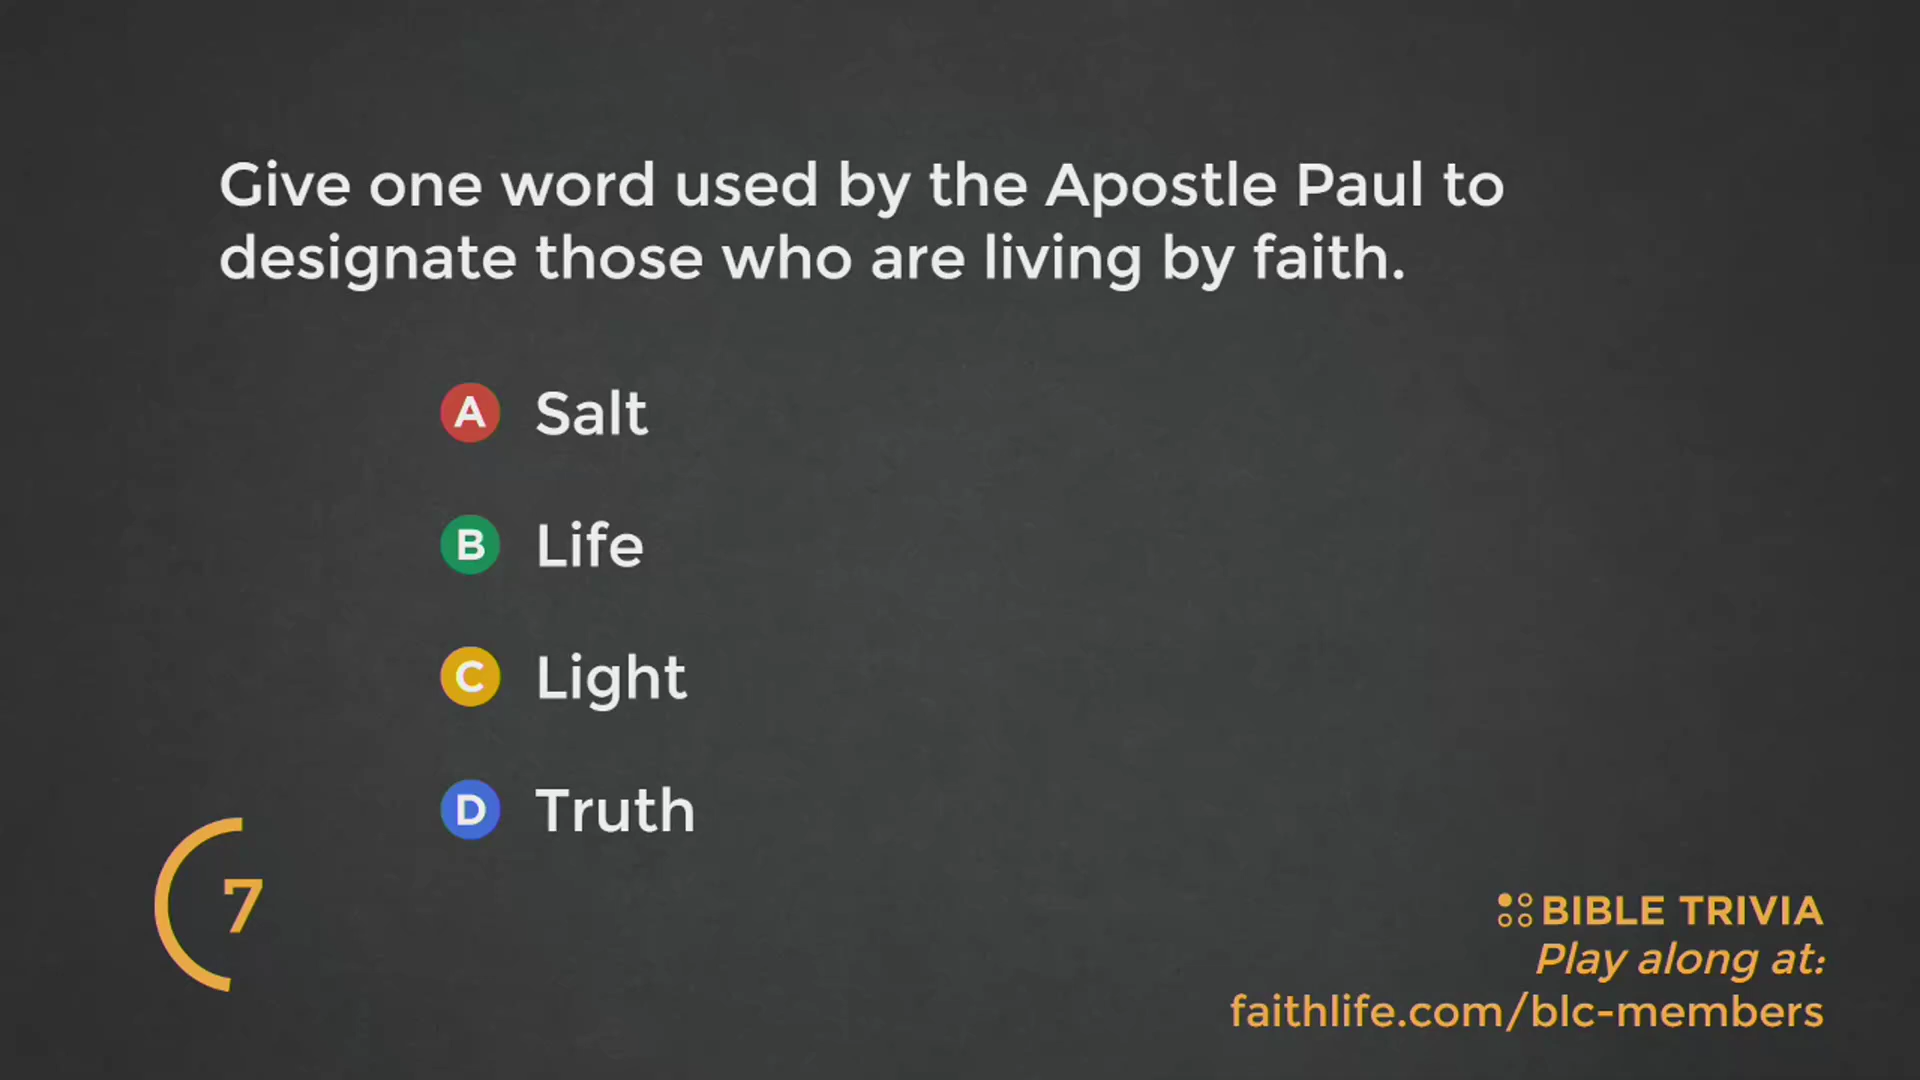 Give one word used by the Apostle Paul to
designate those who are living by faith.
A Salt
B Life
C Light
D Truth
7
BIBLE TRIVIA
Play along at:
faithlife.com/blc-members